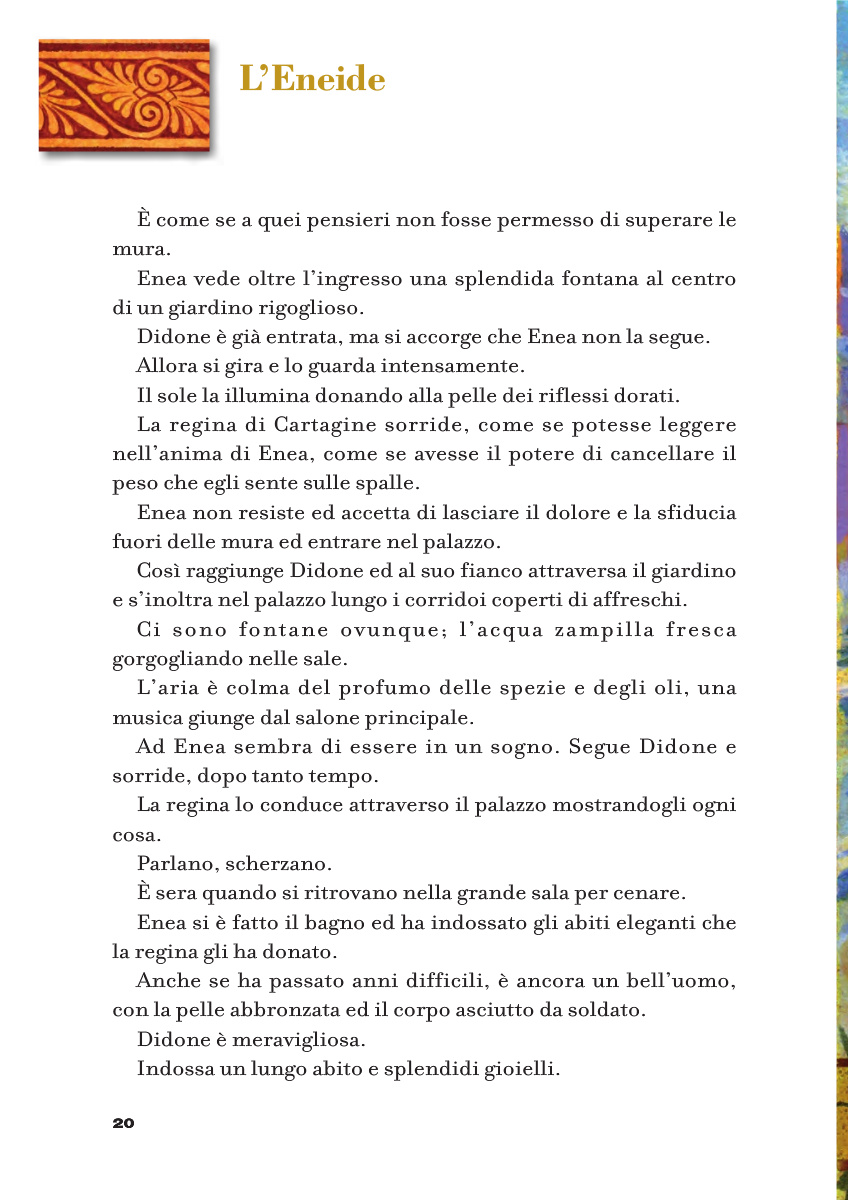 L’Eneide
È come se a quei pensieri non fosse permesso di superare le
mura.
Enea vede oltre l’ingresso una splendida fontana al centro
di un giardino rigoglioso.
Didone è già entrata, ma si accorge che Enea non la segue.
Allora si gira e lo guarda intensamente.
Il sole la illumina donando alla pelle dei riflessi dorati.
La regina di Cartagine sorride, come se potesse leggere
nell’anima di Enea, come se avesse il potere di cancellare il
peso che egli sente sulle spalle.
Enea non resiste ed accetta di lasciare il dolore e la sfiducia
fuori delle mura ed entrare nel palazzo.
Così raggiunge Didone ed al suo fianco attraversa il giardino
e s’inoltra nel palazzo lungo i corridoi coperti di affreschi.
Ci sono fontane ovunque; l’acqua zampilla fresca
gorgogliando nelle sale.
L’aria è colma del profumo delle spezie e degli oli, una
musica giunge dal salone principale.
Ad Enea sembra di essere in un sogno. Segue Didone e
sorride, dopo tanto tempo.
La regina lo conduce attraverso il palazzo mostrandogli ogni
cosa.
Parlano, scherzano.
È sera quando si ritrovano nella grande sala per cenare.
Enea si è fatto il bagno ed ha indossato gli abiti eleganti che
la regina gli ha donato.
Anche se ha passato anni difficili, è ancora un bell’uomo,
con la pelle abbronzata ed il corpo asciutto da soldato.
Didone è meravigliosa.
Indossa un lungo abito e splendidi gioielli.
20